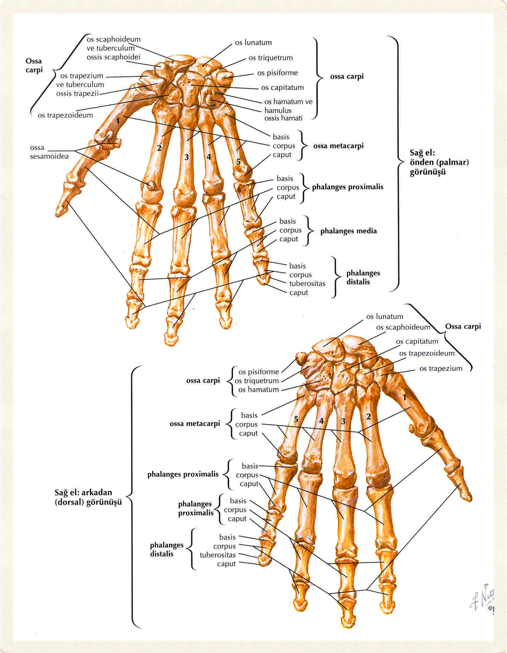 os scaphoideum
ve tuberculum
ossis scaphoidei
Ossa
carpi
os trapezium
ve tuberculum
ossis trapezii
os trapezoideum
ossa
sesamoidea
1
2
3
4
5
os lunatum
os triquetrum
os pisiforme
os capitatum
os hamatum ve
hamulus
ossis hamati
ossa carpi
basis
corpus
caput
ossa metacarpi
basis
corpus
caput
phalanges proximalis
basis
corpus
caput
phalanges media
basis
corpus
tuberositas
caput
phalanges
distalis
Sağ el:
önden (palmar)
görünüşü
os lunatum
os scaphoideum
Ossa carpi
os capitatum
os trapezoideum
os trapezium
os pisiforme
os triquetrum
os hamatum
ossa carpi
5
4
3
2
1
basis
corpus
caput
ossa metacarpi
basis
corpus
caput
phalanges proximalis
basis
corpus
caput
phalanges
proximalis
basis
corpus
tuberositas
caput
phalanges
distalis
Sağ el: arkadan
(dorsal) görünüşü